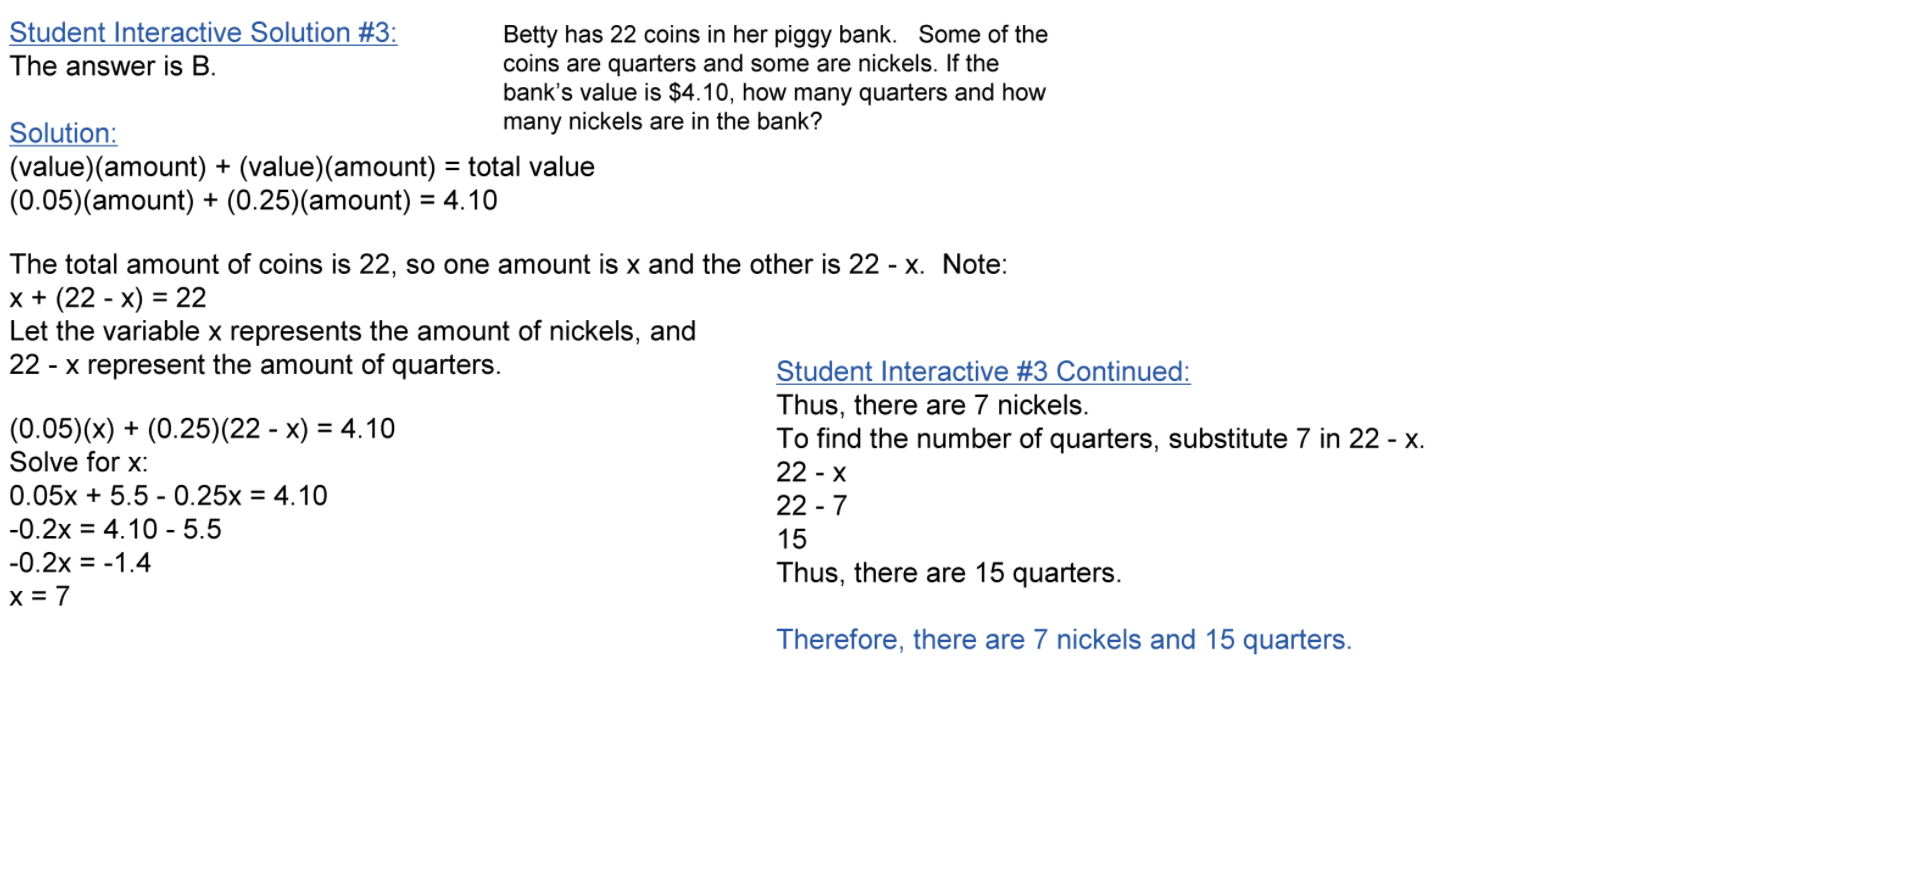 Student Interactive Solution #3:
The answer is B.
Betty has 22 coins in her piggy bank.   Some of the
coins are quarters and some are nickels. If the
bank's value is $4.10, how many quarters and how
many nickels are in the bank?
Solution:
(value)(amount) + (value)(amount) = total value
(0.05)(amount) + (0.25)(amount) = 4.10
The total amount of coins is 22, so one amount is x and the other is 22 - x.  Note:
x + (22 - x) = 22
Let the variable x represents the amount of nickels, and
22 - x represent the amount of quarters.
(0.05)(x) + (0.25)(22 - x) = 4.10
Solve for x:
0.05x + 5.5 - 0.25x = 4.10
-0.2x = 4.10 - 5.5
-0.2x = -1.4
x = 7
Student Interactive #3 Continued:
Thus, there are 7 nickels.
To find the number of quarters, substitute 7 in 22 - x.
22 - x
22 - 7
15
Thus, there are 15 quarters.
Therefore, there are 7 nickels and 15 quarters.